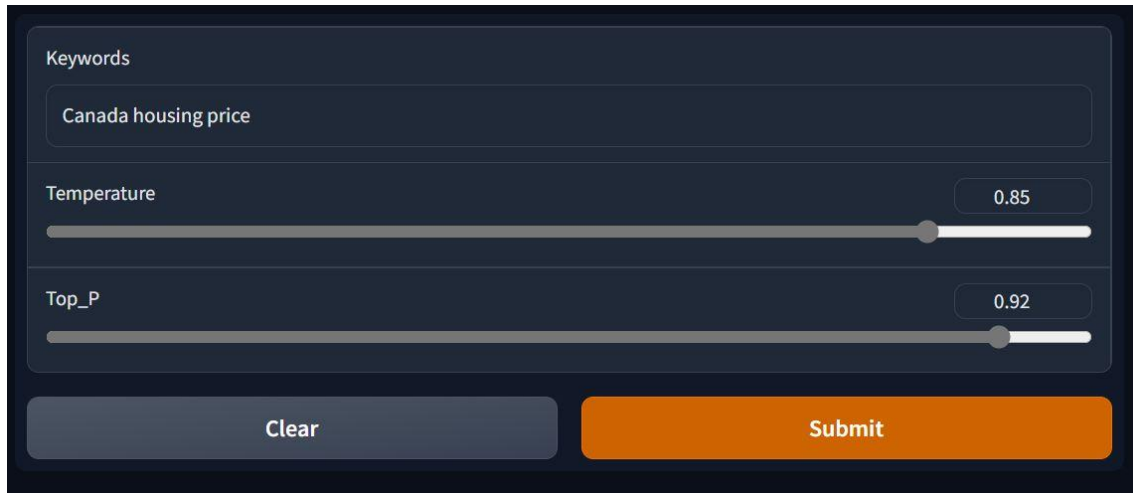 Keywords
Canada housing price
Temperature
0.85
Top_P
0.92
Clear
Submit